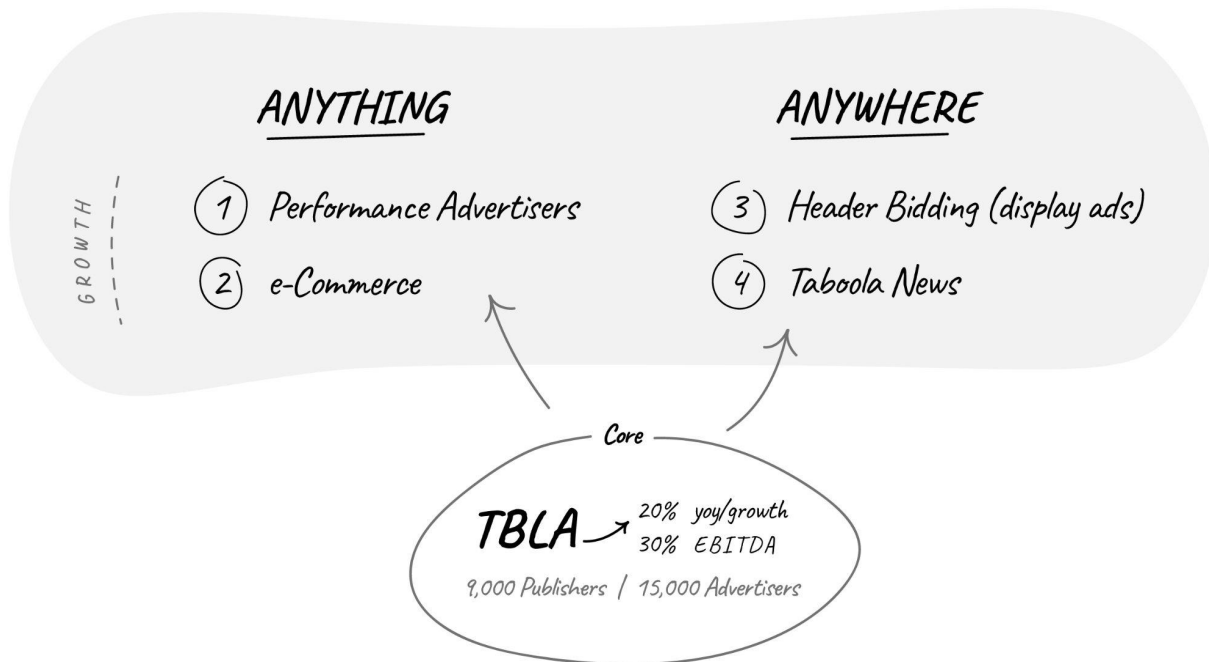 ANYTHING
ANYWHERE
GROWTH
1 Performance Advertisers
2 e-Commerce
3 Header Bidding (display ads)
4 Taboola News
Core
TBLA
20% yoy/growth
30% EBITDA
9,000 Publishers / 15,000 Advertisers